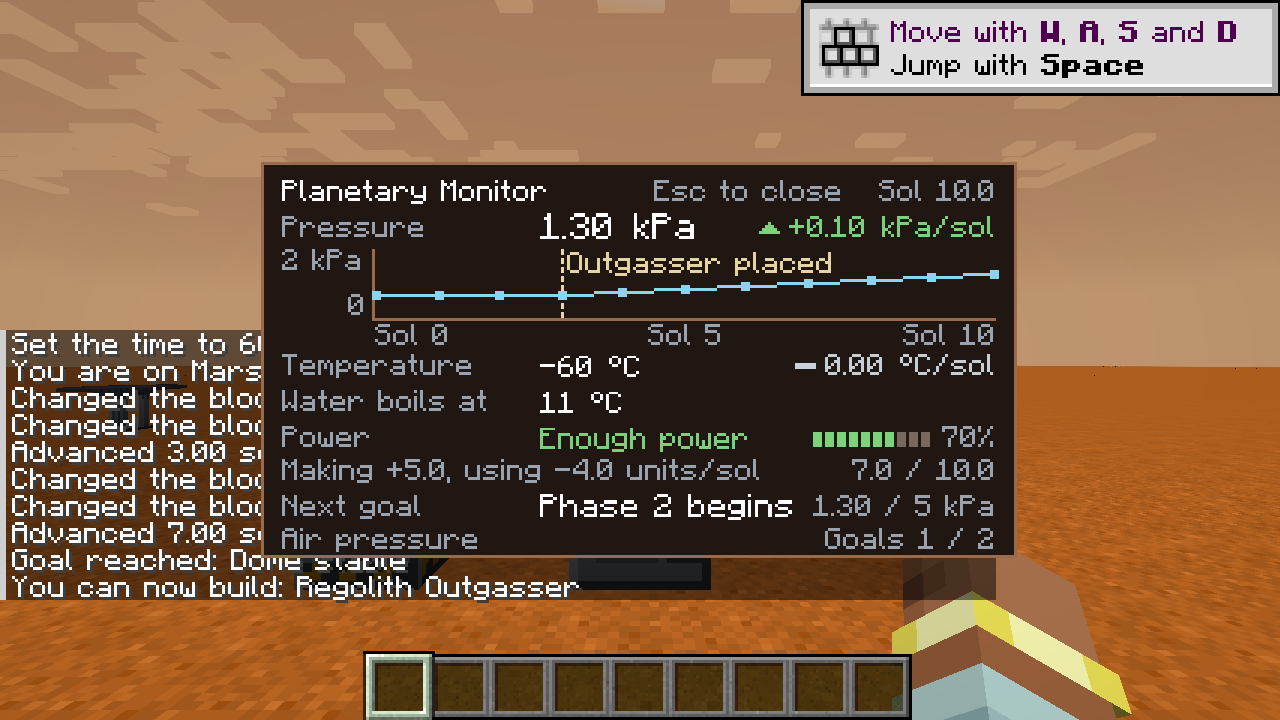 Move with W, A, S and D
Jump with Space
Planetary Monitor Esc to close Sol 10.0
Pressure 1.30 kPa +0.10 kPa/sol
2 kPa Outgasser placed
0
Sol 0 Sol 5 Sol 10
Temperature -60 ºC 0.00 ºC/sol
Water boils at 11 ºC
Power Enough power 70%
Making +5.0, using -4.0 units/sol 7.0 / 10.0
Next goal Phase 2 begins 1.30 / 5 kPa
Air pressure Goals 1 / 2
Set the time to
You are on Mars
Changed the
Changed the
Advanced 3.00
Changed the
Changed the
Advanced 7.00
Goal reached: Dome stable
You can now build: Regolith Outgasser